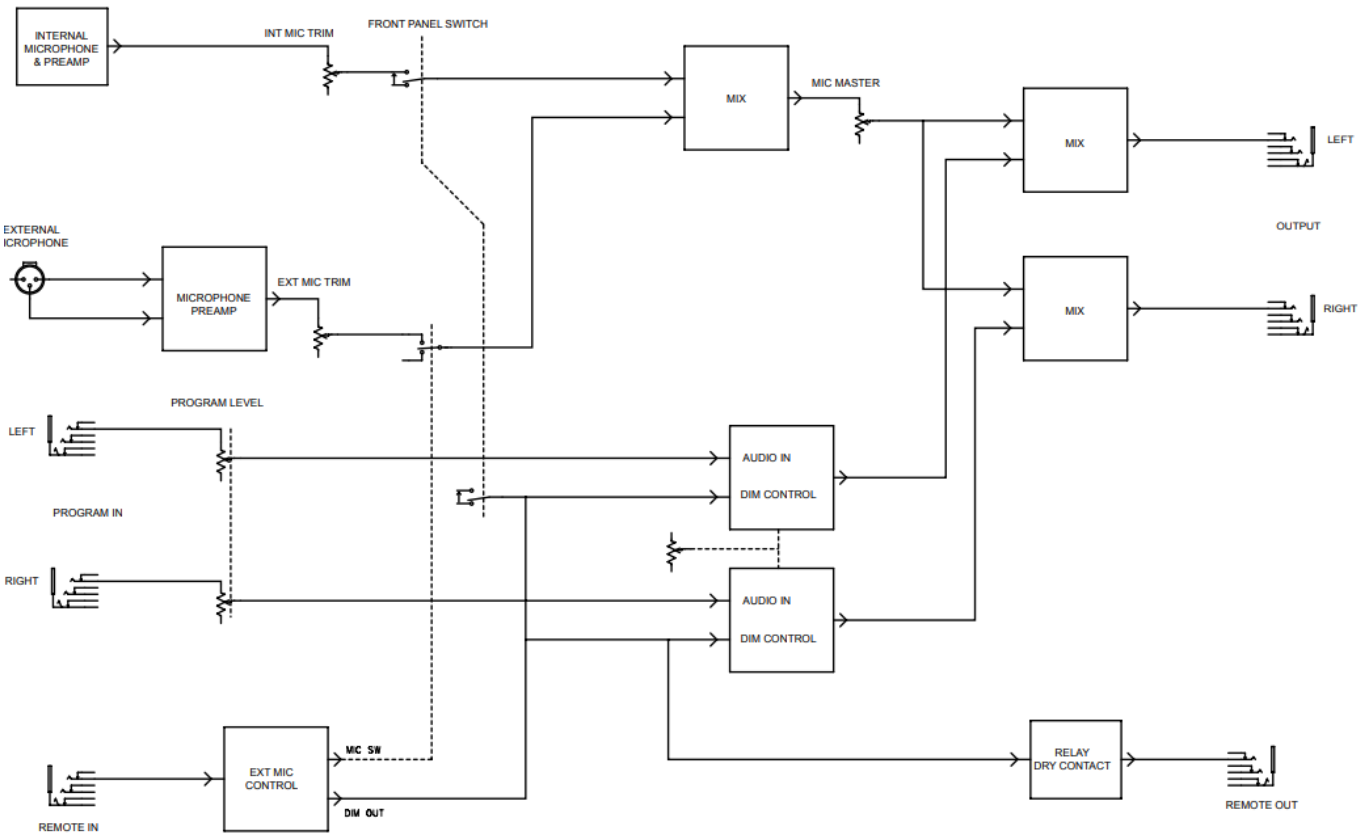 INTERNAL
MICROPHONE
& PREAMP
INT MIC TRIM
FRONT PANEL SWITCH
MIX
MIC MASTER
MIX
LEFT
OUTPUT
EXTERNAL
ICROPHONE
MICROPHONE
PREAMP
EXT MIC TRIM
MIX
RIGHT
PROGRAM LEVEL
LEFT
AUDIO IN
DIM CONTROL
PROGRAM IN
RIGHT
AUDIO IN
DIM CONTROL
MIC SW
EXT MIC
CONTROL
DIM OUT
REMOTE IN
RELAY
DRY CONTACT
REMOTE OUT